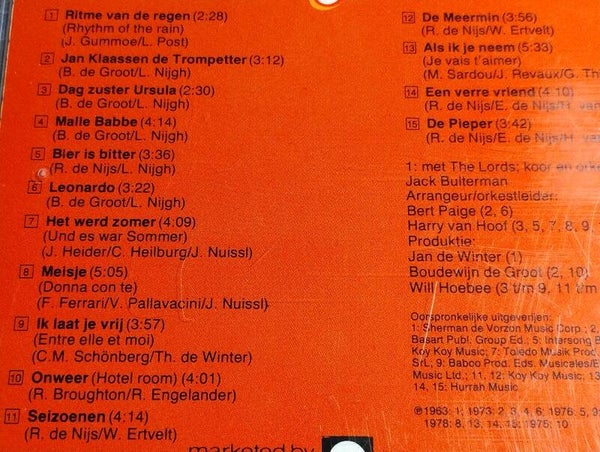 1 Ritme van de regen (2:28)
(Rhythm of the rain)
(J. Gummoe/L. Post)
2 Jan Klaassen de Trompetter (3:12)
(B. de Groot/L. Nijgh)
3 Dag zuster Ursula (2:30)
(B. de Groot/L. Nijgh)
4 Malle Babbe (4:14)
(B. de Groot/L. Nijgh)
5 Bier is bitter (3:36)
(R. de Nijs/L. Nijgh)
6 Leonardo (3:22)
(B. de Groot/L. Nijgh)
7 Het werd zomer (4:09)
(Und es war Sommer)
(J. Heider/C. Heilburg/J. Nuissl)
8 Meisje (5:05)
(Donna con te)
(F. Ferrari/V. Pallavacini/J. Nuissl)
9 Ik laat je vrij (3:57)
(Entre elle et moi)
(C.M. Schönberg/Th. de Winter)
10 Onweer (Hotel room) (4:01)
(R. Broughton/R. Engelander)
11 Seizoenen (4:14)
(R. de Nijs/W. Ertvelt)
12 De Meermin (3:56)
(R. de Nijs/W. Ertvelt)
13 Als ik je neem (5:33)
(Je vais t'aimer)
(M. Sardou/J. Revaux/G. Th
14 Een verre vriend (4:10)
(R. de Nijs/E. de Nijs/H. van
15 De Pieper (3:42)
(R. de Nijs/E. de Nijs/H. van
1: met The Lords; koor en orke
Jack Bulterman
Arrangeur/orkestleider:
Bert Paige (2, 6)
Harry van Hoof (3, 5, 7, 8, 9, 1
Produktie:
Jan de Winter (1)
Boudewijn de Groot (2, 10)
Will Hoebee (3 t/m 9, 11 t/m
Oorspronkelijke uitgeverijen:
1: Sherman de Vorzon Music Corp.; 2,
Basart Publ. Group Ed.; 5: Intersong B
Koy Koy Music; 7: Toledo Musik Prod.
SrL; 9: Baboo Prod. Eds. Musicales/E
Music Ltd.; 11, 12: Koy Koy Music; 13
14, 15: Hurrah Music
℗ 1963: 1; 1973: 2, 3, 4, 6; 1976: 5, 9
1978: 8, 13, 14, 15; 1975: 10
marketed by